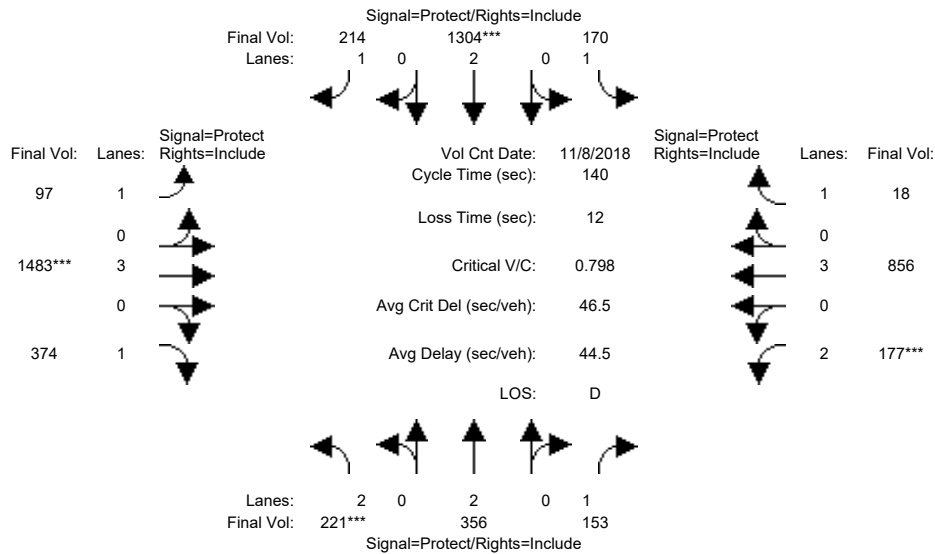 Signal=Protect/Rights=Include
Final Vol: 214 1304*** 170
Lanes: 1 0 2 0 1
Signal=Protect
Final Vol: Lanes: Rights=Include
Vol Cnt Date: 11/8/2018
Signal=Protect
Rights=Include Lanes: Final Vol:
Cycle Time (sec): 140
97 1
1 18
Loss Time (sec): 12
0
0
1483*** 3
Critical V/C: 0.798
3 856
0
Avg Crit Del (sec/veh): 46.5
0
374 1
Avg Delay (sec/veh): 44.5
2 177***
LOS: D
Lanes: 2 0 2 0 1
Final Vol: 221*** 356 153
Signal=Protect/Rights=Include